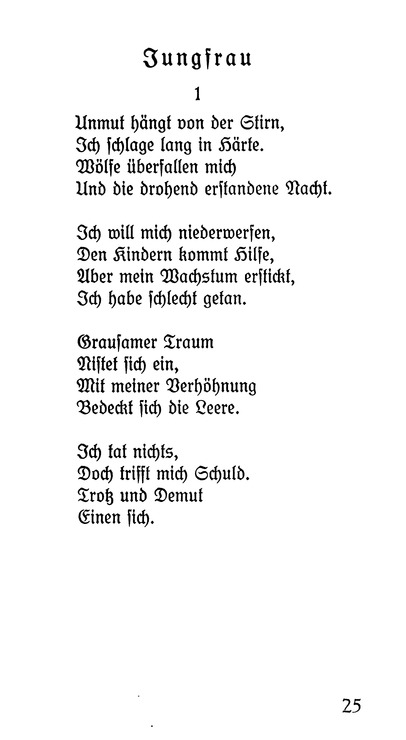 Jungfrau
1
Unmut hängt von der Stirn,
Ich schlage lang in Härte.
Wölfe überfallen mich
Und die drohend erstandene Nacht.
Ich will mich niederwerfen,
Den Kindern kommt Hilfe,
Aber mein Wachstum erstickt,
Ich habe schlecht getan.
Grausamer Traum
Nistet sich ein,
Mit meiner Verhöhnung
Bedeckt sich die Leere.
Ich tat nichts,
Doch trifft mich Schuld.
Trotz und Demut
Einen sich.
25